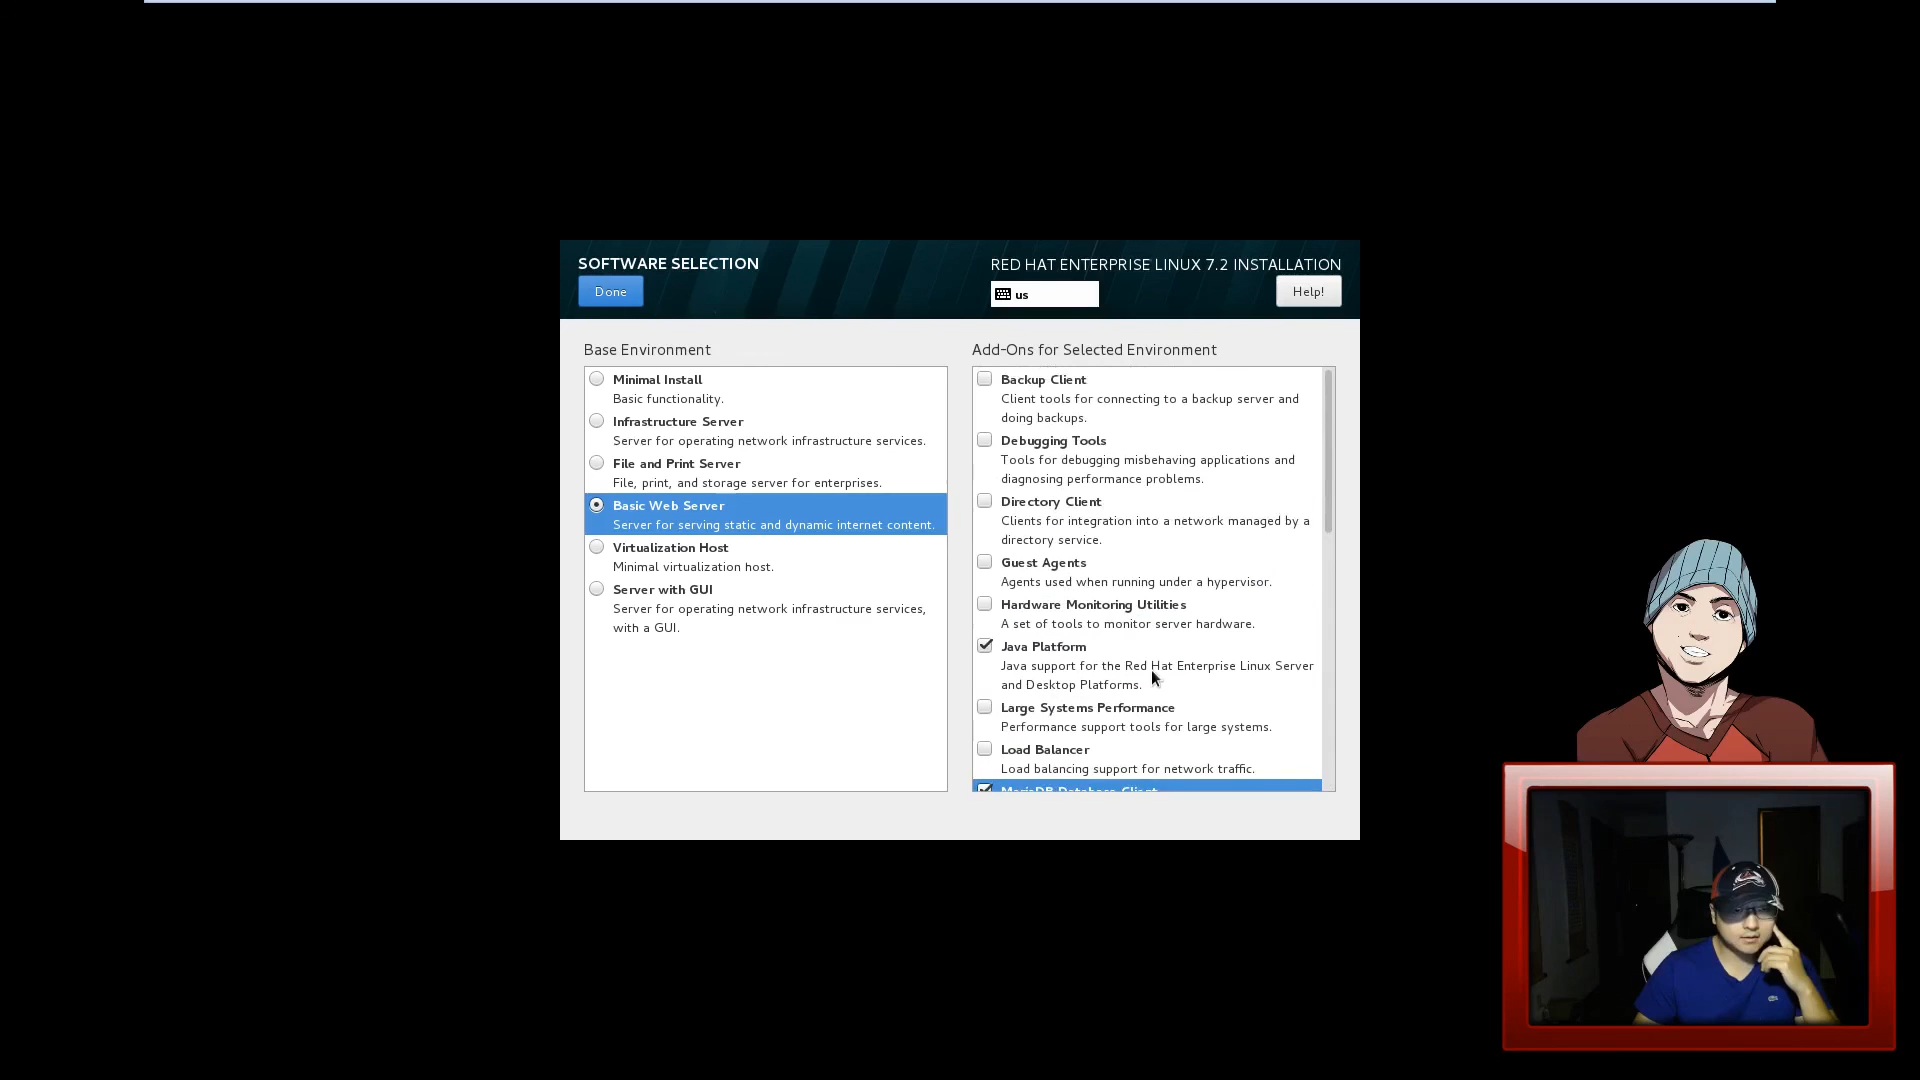 SOFTWARE SELECTION
Done
RED HAT ENTERPRISE LINUX 7.2 INSTALLATION
us
Help!
Base Environment
Minimal Install
Basic functionality.
Infrastructure Server
Server for operating network infrastructure services.
File and Print Server
File, print, and storage server for enterprises.
Basic Web Server
Server for serving static and dynamic internet content.
Virtualization Host
Minimal virtualization host.
Server with GUI
Server for operating network infrastructure services,
with a GUI.
Add-Ons for Selected Environment
Backup Client
Client tools for connecting to a backup server and
doing backups.
Debugging Tools
Tools for debugging misbehaving applications and
diagnosing performance problems.
Directory Client
Clients for integration into a network managed by a
directory service.
Guest Agents
Agents used when running under a hypervisor.
Hardware Monitoring Utilities
A set of tools to monitor server hardware.
Java Platform
Java support for the Red Hat Enterprise Linux Server
and Desktop Platforms.
Large Systems Performance
Performance support tools for large systems.
Load Balancer
Load balancing support for network traffic.
MariaDB Database Client